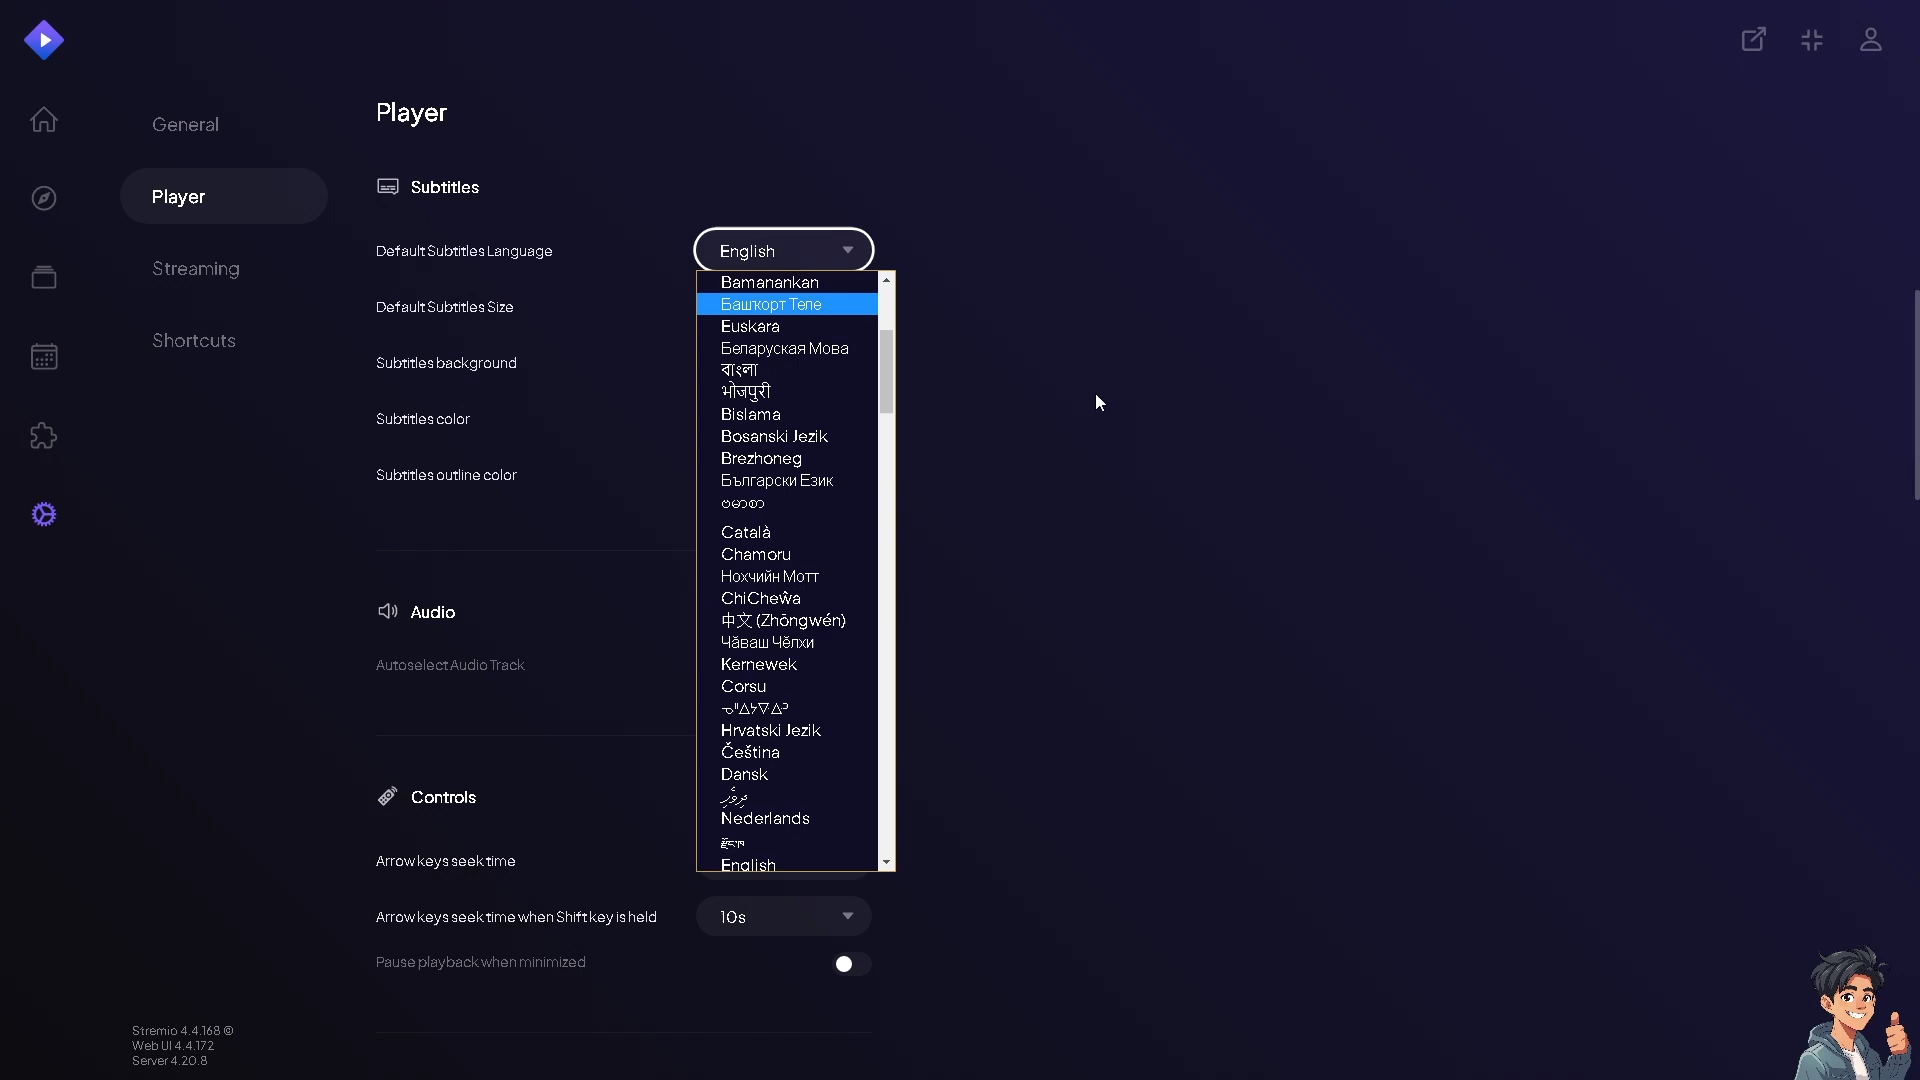 Player
General
Player
Streaming
Shortcuts
Subtitles
Default Subtitles Language
English
Default Subtitles Size
Subtitles background
Subtitles color
Subtitles outline color
Bamanankan
Башҡорт Теле
Euskara
Беларуская Мова
বাংলা
भोजपुरी
Bislama
Bosanski Jezik
Brezhoneg
Български Език
ဗမာစာ
Català
Chamoru
Нохчийн Мотт
ChiCheŵa
中文 (Zhōngwén)
Чӑваш Чӗлхи
Kernewek
Corsu
ᓀᐦᐃᔭᐍᐃᐧᐣ
Hrvatski Jezik
Čeština
Dansk
ދިވެހި
Nederlands
རྫོང་ཁ
English
Audio
Autoselect Audio Track
Controls
Arrow keys seek time
Arrow keys seek time when Shift key is held
10s
Pause playback when minimized
Stremio 4.4.168 ©
Web UI 4.4.172
Server 4.20.8